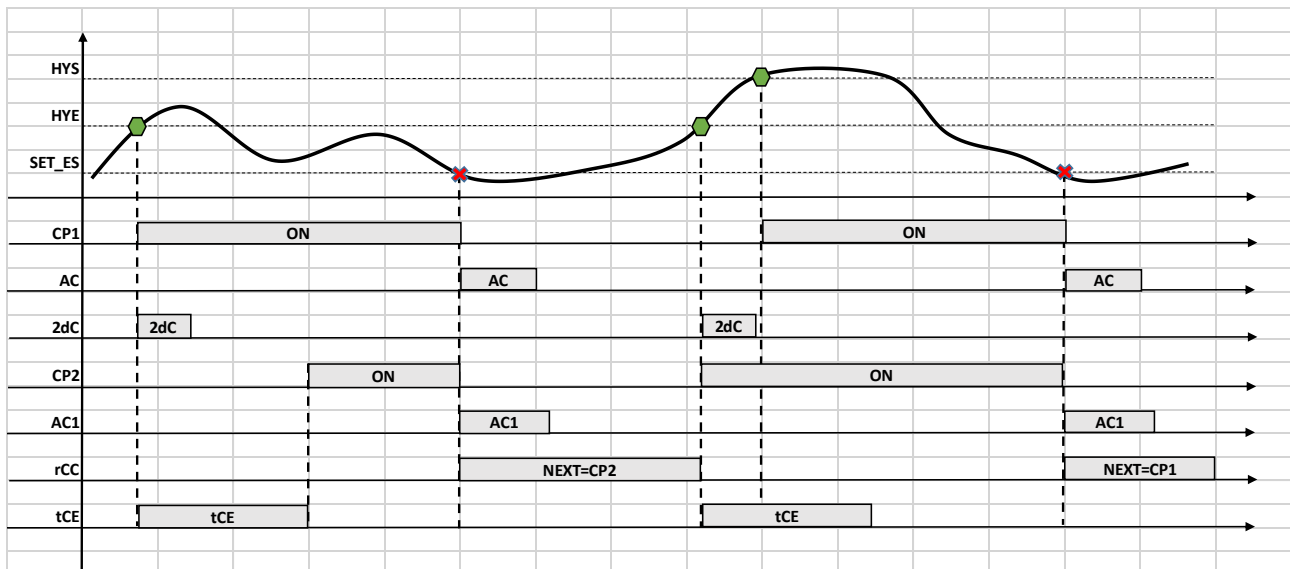 HYS
HYE
SET_ES
CP1 ON ON
AC AC AC
2dC 2dC 2dC
CP2 ON ON
AC1 AC1 AC1
rCC NEXT=CP2 NEXT=CP1
tCE tCE tCE